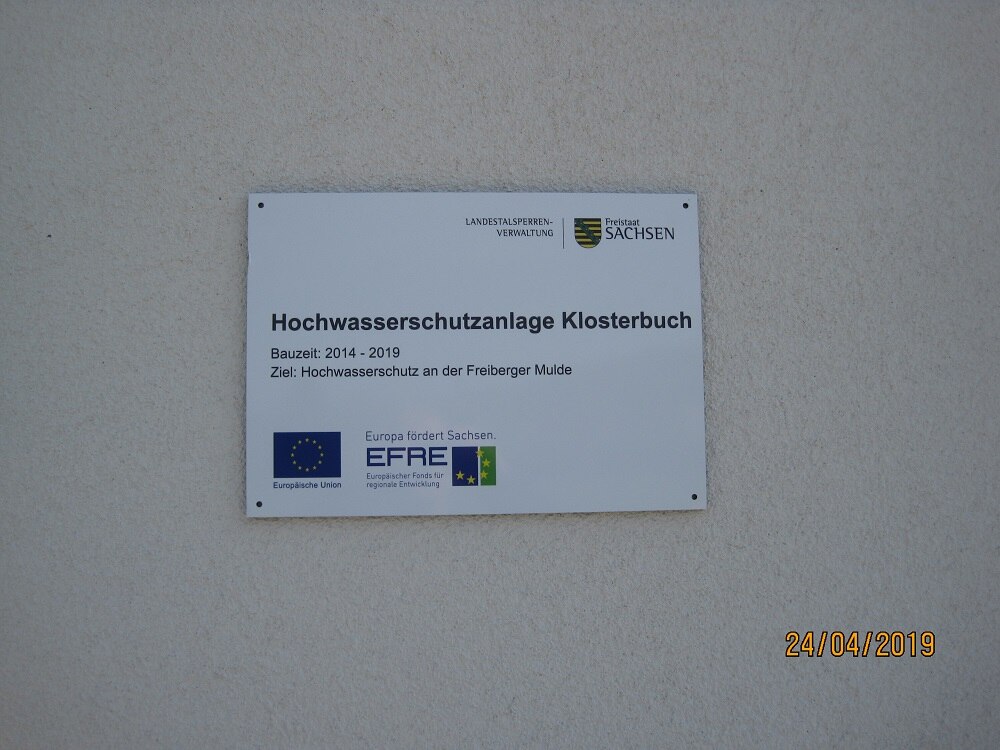 LANDESTALSPERREN-
VERWALTUNG
Freistaat
SACHSEN
Hochwasserschutzanlage Klosterbuch
Bauzeit: 2014 - 2019
Ziel: Hochwasserschutz an der Freiberger Mulde
Europäische Union
Europa fördert Sachsen.
EFRE
Europäischer Fonds für
regionale Entwicklung
24/04/2019